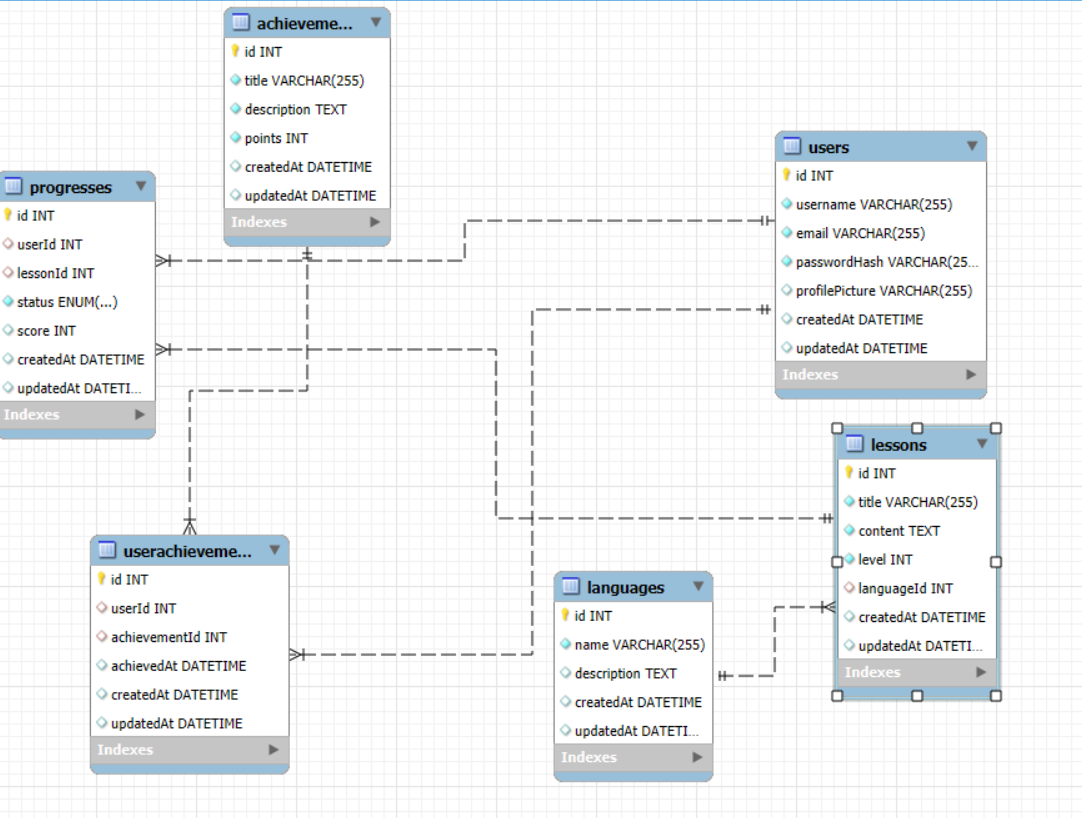 achieveme...
id INT
title VARCHAR(255)
description TEXT
points INT
createdAt DATETIME
updatedAt DATETIME
Indexes
progresses
id INT
userId INT
lessonId INT
status ENUM(...)
score INT
createdAt DATETIME
updatedAt DATETI...
Indexes
users
id INT
username VARCHAR(255)
email VARCHAR(255)
passwordHash VARCHAR(25...
profilePicture VARCHAR(255)
createdAt DATETIME
updatedAt DATETIME
Indexes
lessons
id INT
title VARCHAR(255)
content TEXT
level INT
languageId INT
createdAt DATETIME
updatedAt DATETI...
Indexes
userachieveme...
id INT
userId INT
achievementId INT
achievedAt DATETIME
createdAt DATETIME
updatedAt DATETIME
Indexes
languages
id INT
name VARCHAR(255)
description TEXT
createdAt DATETIME
updatedAt DATETI...
Indexes